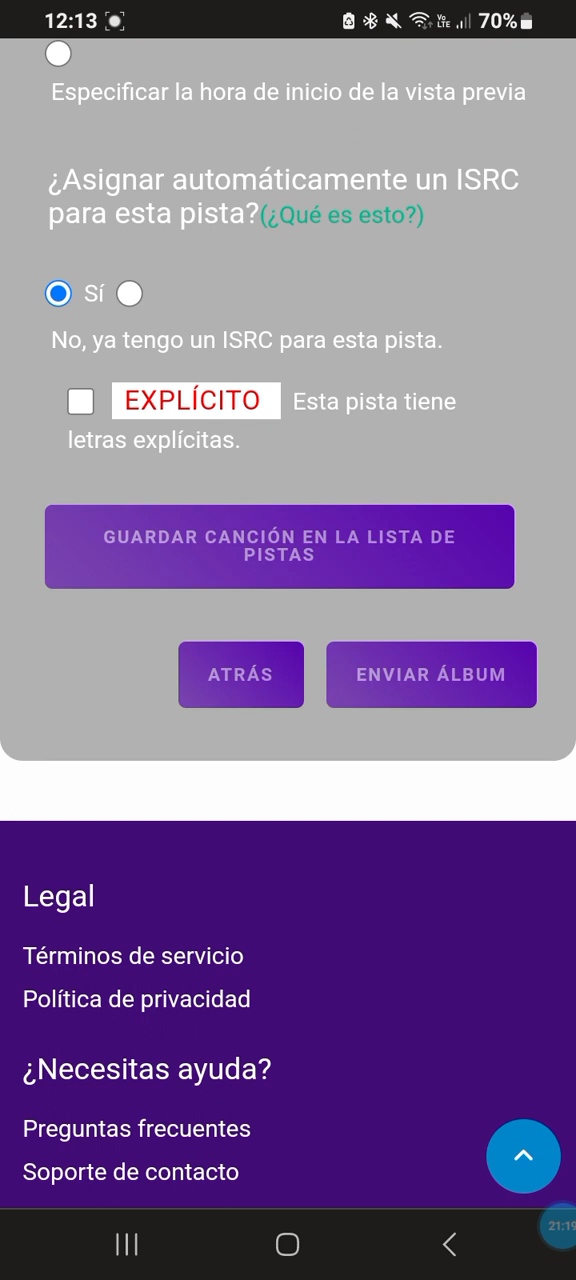 12:13 Vo LTE 70%
Especificar la hora de inicio de la vista previa
¿Asignar automáticamente un ISRC
para esta pista?(¿Qué es esto?)
Sí
No, ya tengo un ISRC para esta pista.
EXPLÍCITO Esta pista tiene
letras explícitas.
GUARDAR CANCIÓN EN LA LISTA DE
PISTAS
ATRÁS ENVIAR ÁLBUM
Legal
Términos de servicio
Política de privacidad
¿Necesitas ayuda?
Preguntas frecuentes
Soporte de contacto
21:19